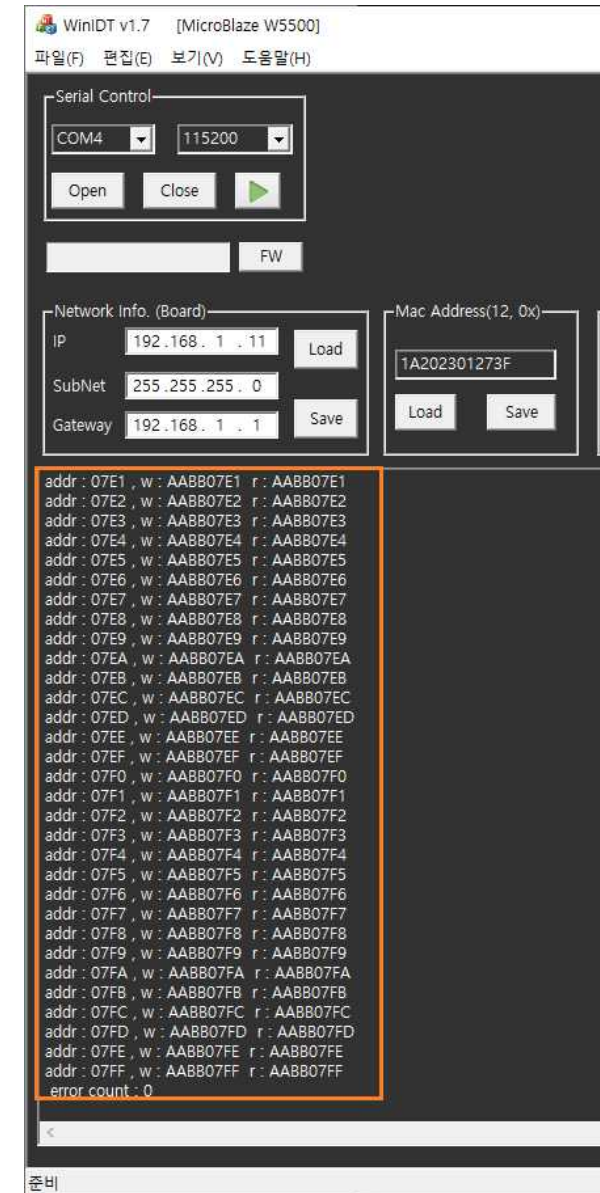 WinIDT v1.7 [MicroBlaze W5500]
파일(F) 편집(E) 보기(V) 도움말(H)
Serial Control
COM4 115200
Open Close
FW
Network Info. (Board)
IP 192 .168 . 1 . 11
Load
SubNet 255 .255 .255 . 0
Gateway 192 .168 . 1 . 1
Save
Mac Address(12, 0x)
1A202301273F
Load Save
addr : 07E1 , w : AABB07E1 r : AABB07E1
addr : 07E2 , w : AABB07E2 r : AABB07E2
addr : 07E3 , w : AABB07E3 r : AABB07E3
addr : 07E4 , w : AABB07E4 r : AABB07E4
addr : 07E5 , w : AABB07E5 r : AABB07E5
addr : 07E6 , w : AABB07E6 r : AABB07E6
addr : 07E7 , w : AABB07E7 r : AABB07E7
addr : 07E8 , w : AABB07E8 r : AABB07E8
addr : 07E9 , w : AABB07E9 r : AABB07E9
addr : 07EA , w : AABB07EA r : AABB07EA
addr : 07EB , w : AABB07EB r : AABB07EB
addr : 07EC , w : AABB07EC r : AABB07EC
addr : 07ED , w : AABB07ED r : AABB07ED
addr : 07EE , w : AABB07EE r : AABB07EE
addr : 07EF , w : AABB07EF r : AABB07EF
addr : 07F0 , w : AABB07F0 r : AABB07F0
addr : 07F1 , w : AABB07F1 r : AABB07F1
addr : 07F2 , w : AABB07F2 r : AABB07F2
addr : 07F3 , w : AABB07F3 r : AABB07F3
addr : 07F4 , w : AABB07F4 r : AABB07F4
addr : 07F5 , w : AABB07F5 r : AABB07F5
addr : 07F6 , w : AABB07F6 r : AABB07F6
addr : 07F7 , w : AABB07F7 r : AABB07F7
addr : 07F8 , w : AABB07F8 r : AABB07F8
addr : 07F9 , w : AABB07F9 r : AABB07F9
addr : 07FA , w : AABB07FA r : AABB07FA
addr : 07FB , w : AABB07FB r : AABB07FB
addr : 07FC , w : AABB07FC r : AABB07FC
addr : 07FD , w : AABB07FD r : AABB07FD
addr : 07FE , w : AABB07FE r : AABB07FE
addr : 07FF , w : AABB07FF r : AABB07FF
error count : 0
준비